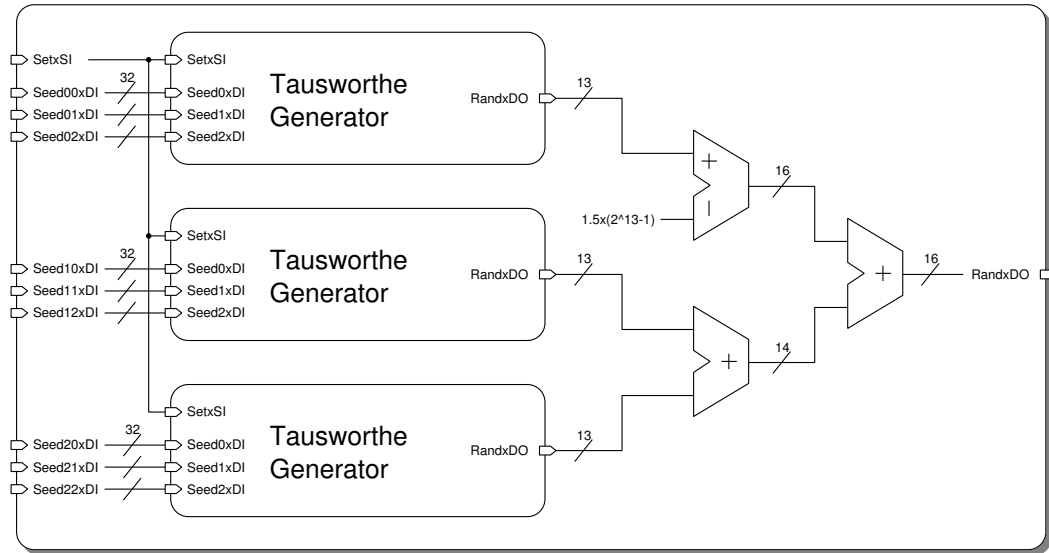 SetxSI
Seed00xDI
32
Seed01xDI
Seed02xDI
SetxSI
Seed0xDI
Seed1xDI
Seed2xDI
Tausworthe
Generator
RandxDO
13
Seed10xDI
32
Seed11xDI
Seed12xDI
SetxSI
Seed0xDI
Seed1xDI
Seed2xDI
Tausworthe
Generator
RandxDO
13
Seed20xDI
32
Seed21xDI
Seed22xDI
SetxSI
Seed0xDI
Seed1xDI
Seed2xDI
Tausworthe
Generator
RandxDO
13
+
−
1.5x(2^13-1)
16
+
14
+
16
RandxDO